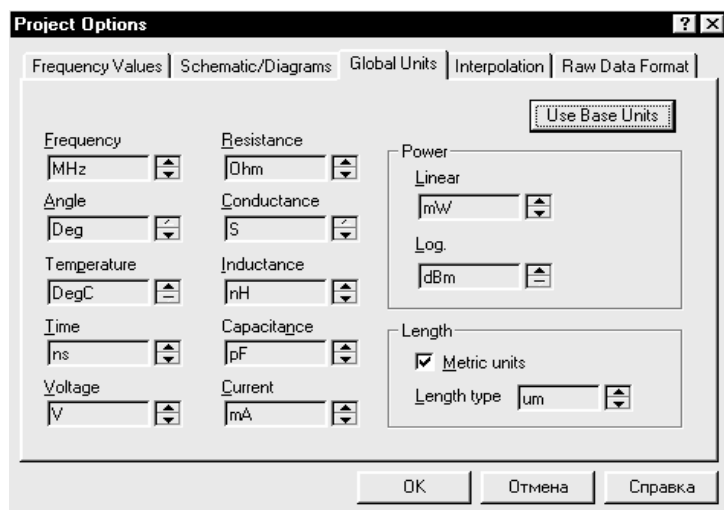 Project Options
Frequency Values Schematic/Diagrams Global Units Interpolation Raw Data Format
Use Base Units
Frequency
MHz
Angle
Deg
Temperature
DegC
Time
ns
Voltage
V
Resistance
Ohm
Conductance
S
Inductance
nH
Capacitance
pF
Current
mA
Power
Linear
mW
Log.
dBm
Length
Metric units
Length type um
OK Отмена Справка